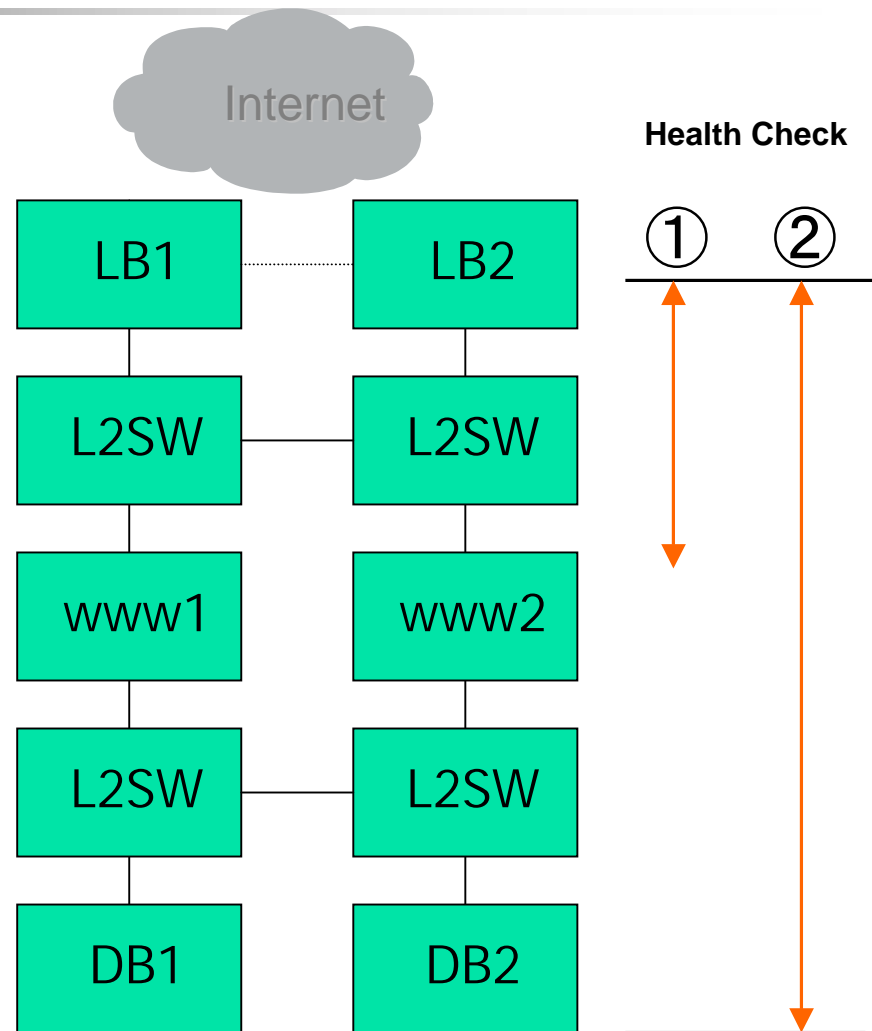 Internet
Health Check
① ②
LB1 LB2
L2SW L2SW
www1 www2
L2SW L2SW
DB1 DB2